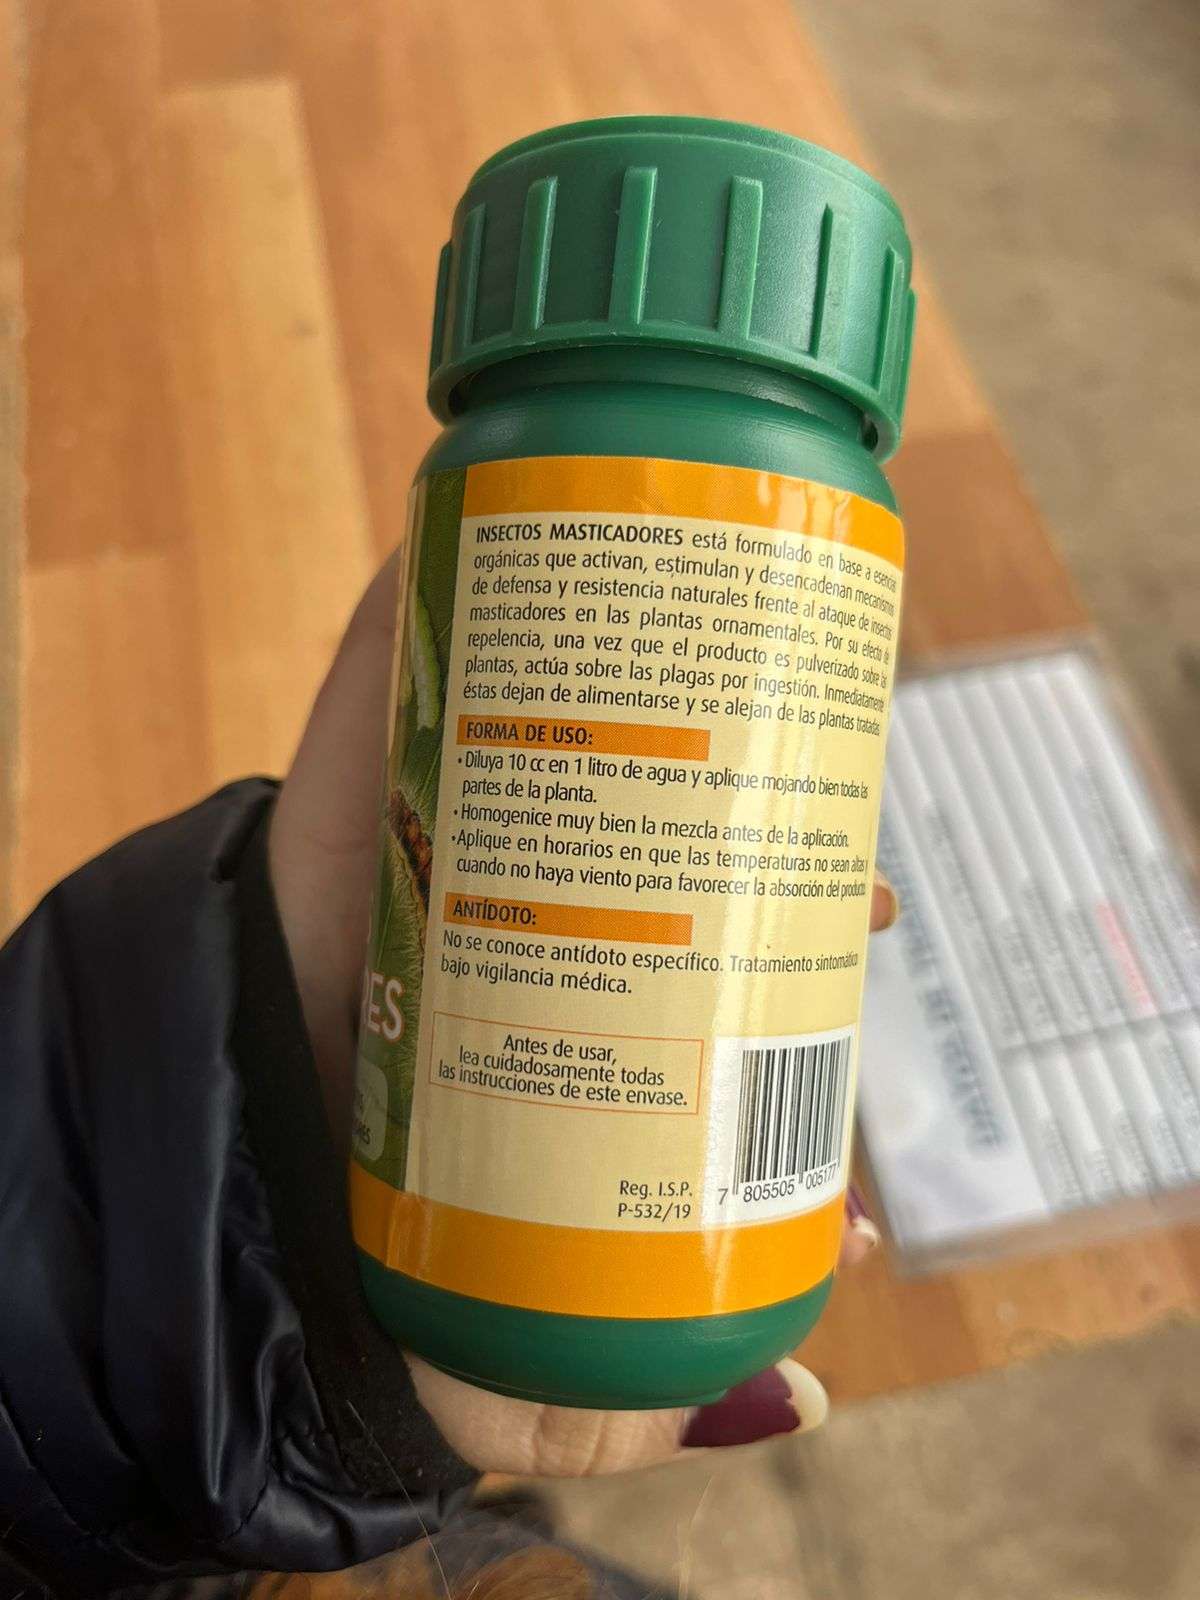 INSECTOS MASTICADORES está formulado en base a esencias
orgánicas que activan, estimulan y desencadenan mecanismos
de defensa y resistencia naturales frente al ataque de insectos
masticadores en las plantas ornamentales. Por su efecto de
repelencia, una vez que el producto es pulverizado sobre las
plantas, actúa sobre las plagas por ingestión. Inmediatamente
éstas dejan de alimentarse y se alejan de las plantas tratadas.
FORMA DE USO:
• Diluya 10 cc en 1 litro de agua y aplique mojando bien todas las
partes de la planta.
• Homogenice muy bien la mezcla antes de la aplicación.
• Aplique en horarios en que las temperaturas no sean altas y
cuando no haya viento para favorecer la absorción del producto.
ANTÍDOTO:
No se conoce antídoto específico. Tratamiento sintomático
bajo vigilancia médica.
Antes de usar,
lea cuidadosamente todas
las instrucciones de este envase.
Reg. I.S.P.
P-532/19
7 805505 005177
RES